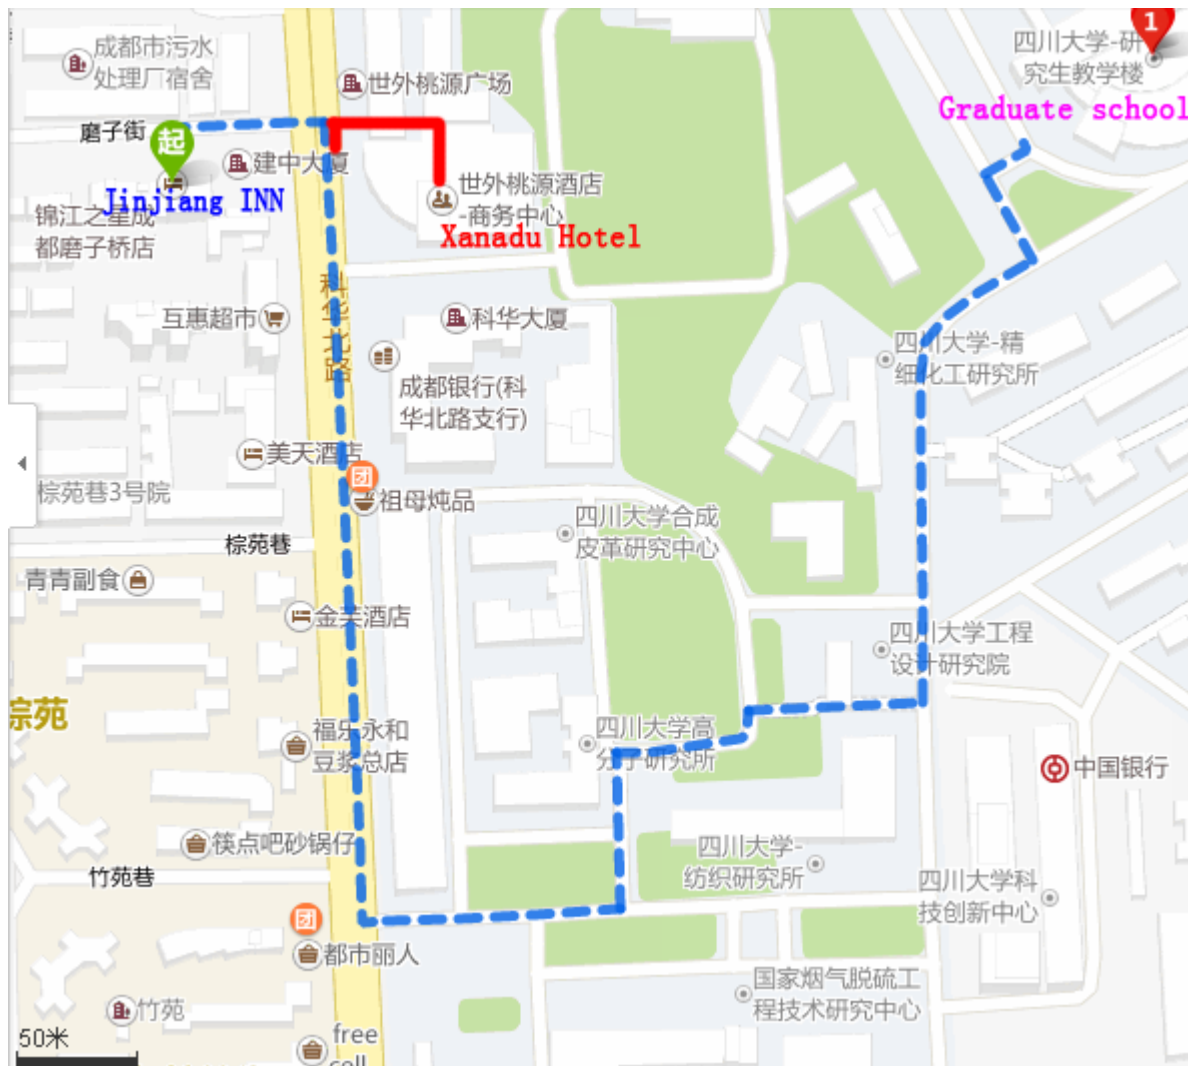 成都市污水
处理厂宿舍
世外桃源广场
四川大学-研
究生教学楼
1
Graduate school
磨子街
起
建中大厦
Jinjiang INN
锦江之星成
都磨子桥店
世外桃源酒店
-商务中心
Xanadu Hotel
科华北路
互惠超市
科华大厦
四川大学-精
细化工研究所
成都银行(科
华北路支行)
美天酒店
团
祖母炖品
棕苑巷3号院
四川大学合成
皮革研究中心
棕苑巷
青青副食
金芙酒店
四川大学工程
设计研究院
棕苑
福乐永和
豆浆总店
四川大学高
分子研究所
中国银行
筷点吧砂锅仔
竹苑巷
四川大学-
纺织研究所
四川大学科
技创新中心
团
都市丽人
国家烟气脱硫工
程技术研究中心
竹苑
50米
free
cell